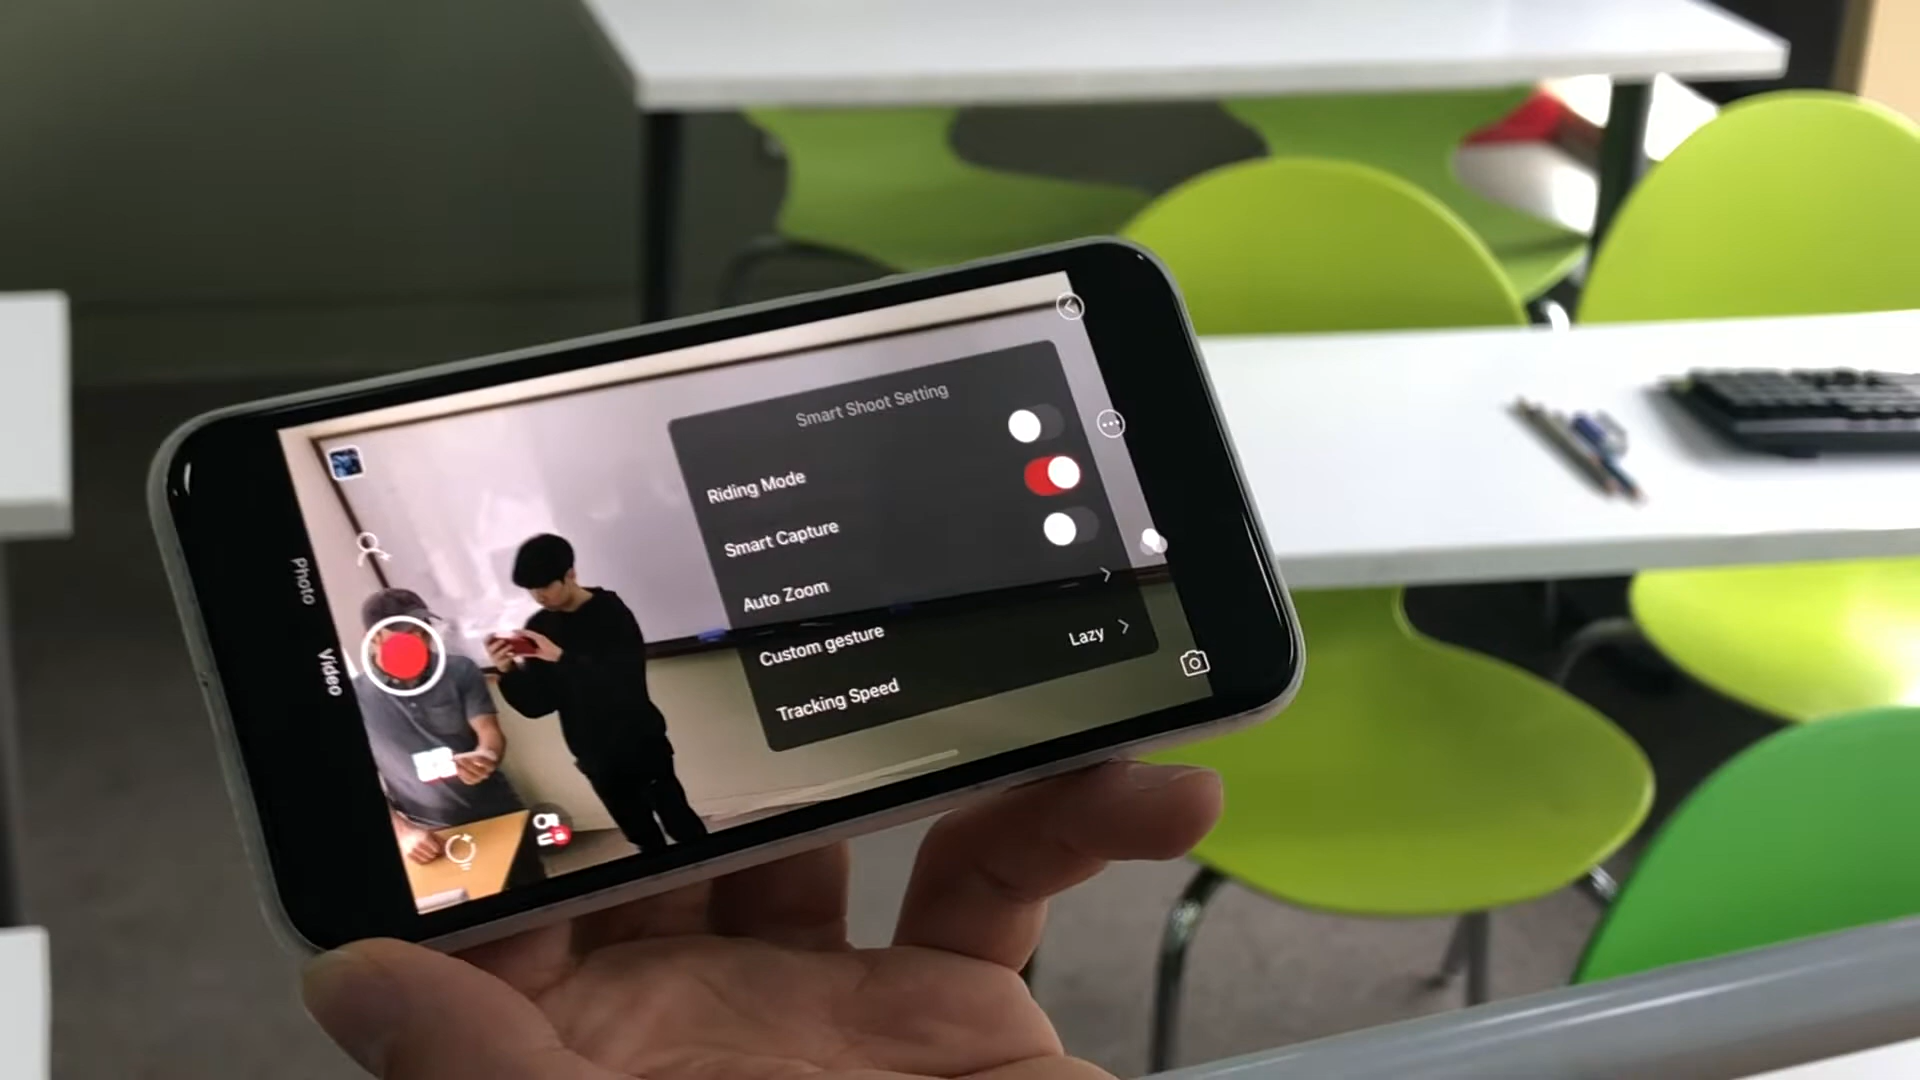 Smart Shoot Setting
Riding Mode
Smart Capture
Auto Zoom
Custom gesture
Tracking Speed
Lazy
Photo
Video